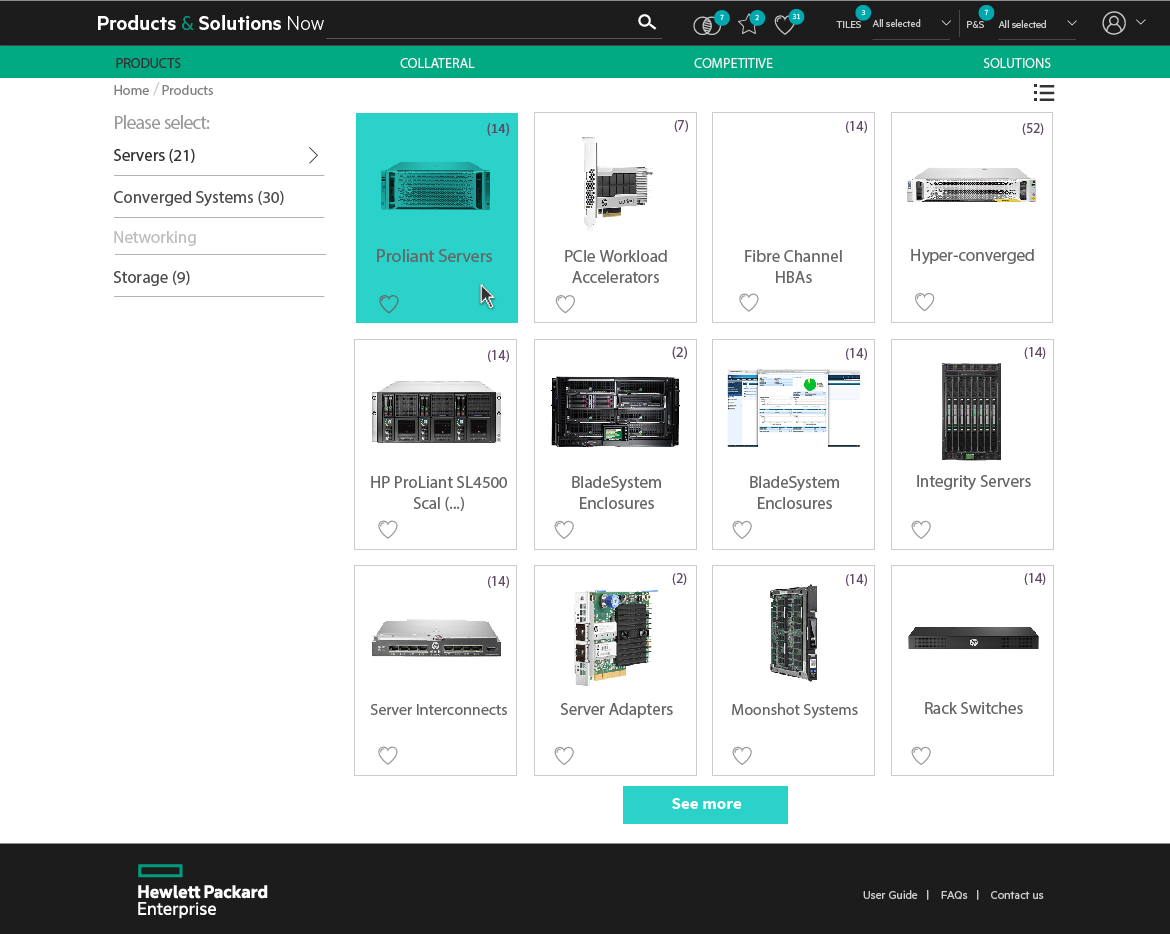 Products & Solutions Now
7
2
31
TILES
3
All selected
P&S
7
All selected
PRODUCTS
COLLATERAL
COMPETITIVE
SOLUTIONS
Home / Products
Please select:
Servers (21)
Converged Systems (30)
Networking
Storage (9)
(14)
Proliant Servers
(7)
PCIe Workload
Accelerators
(14)
Fibre Channel
HBAs
(52)
Hyper-converged
(14)
HP ProLiant SL4500
Scal (...)
(2)
BladeSystem
Enclosures
(14)
BladeSystem
Enclosures
(14)
Integrity Servers
(14)
Server Interconnects
(2)
Server Adapters
(14)
Moonshot Systems
(14)
Rack Switches
See more
Hewlett Packard
Enterprise
User Guide |
FAQs |
Contact us